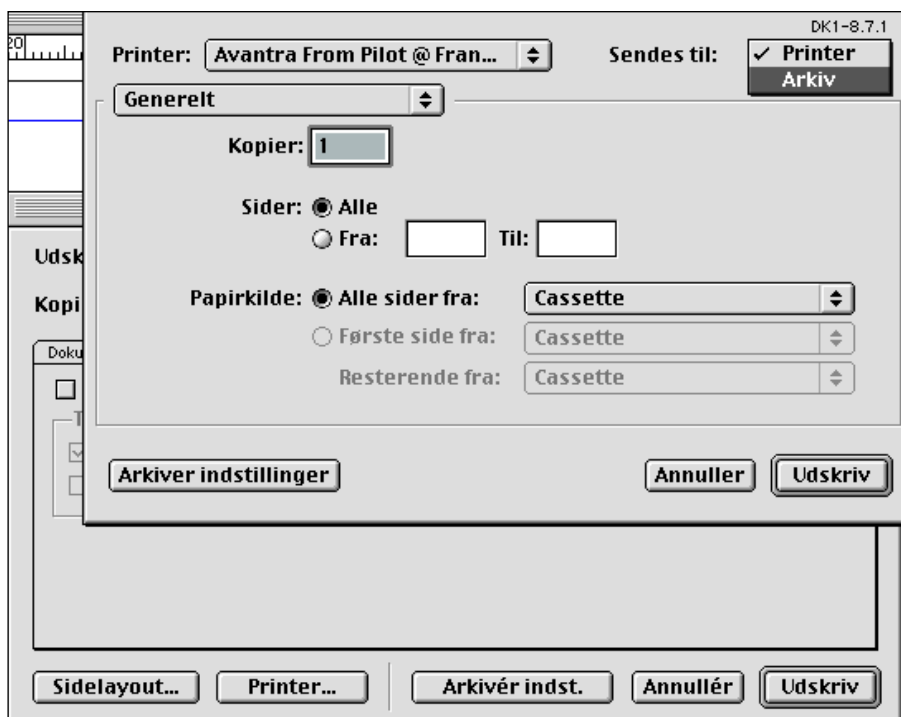 DK1-8.7.1
20
Printer: Avantra From Pilot @ Fran... Sendes til: ✓ Printer
Arkiv
Generelt
Kopier: 1
Sider: Alle
Fra: Til:
Udsk
Papirkilde: Alle sider fra: Cassette
Kopi
Første side fra: Cassette
Doku
Resterende fra: Cassette
T
Arkiver indstillinger Annuller Udskriv
Sidelayout... Printer... Arkivér indst. Annullér Udskriv